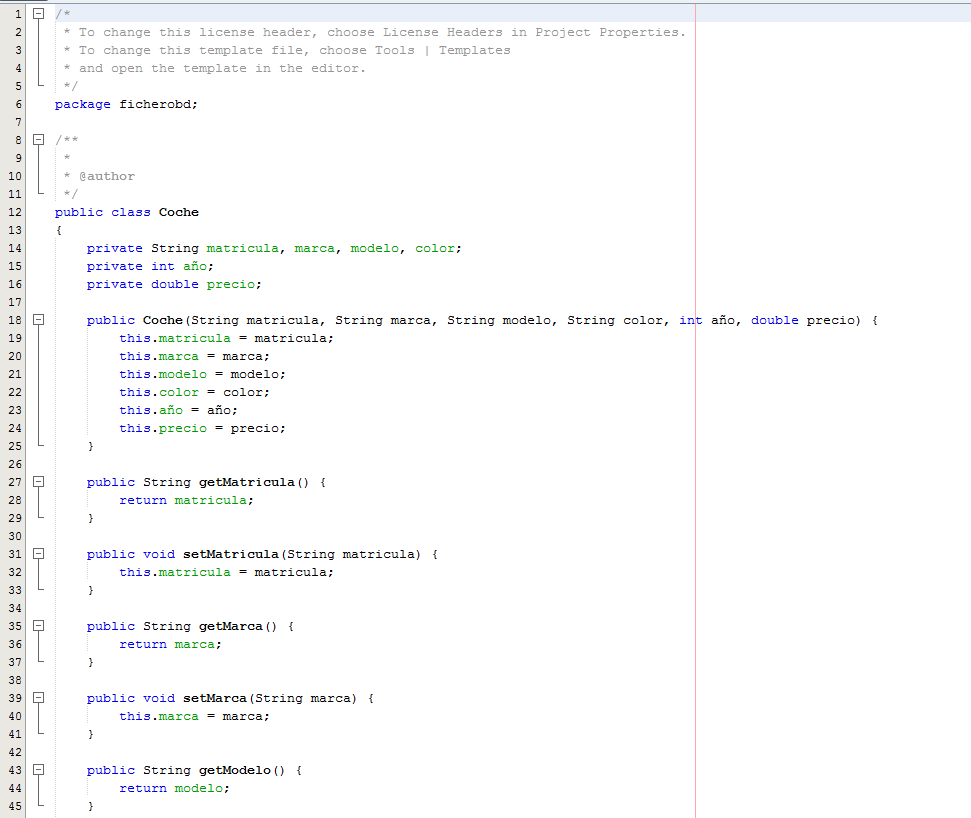 1 /*
2 * To change this license header, choose License Headers in Project Properties.
3 * To change this template file, choose Tools | Templates
4 * and open the template in the editor.
5 */
6 package ficherobd;
7
8 /**
9 *
10 * @author
11 */
12 public class Coche
13 {
14 private String matricula, marca, modelo, color;
15 private int año;
16 private double precio;
17
18 public Coche(String matricula, String marca, String modelo, String color, int año, double precio) {
19 this.matricula = matricula;
20 this.marca = marca;
21 this.modelo = modelo;
22 this.color = color;
23 this.año = año;
24 this.precio = precio;
25 }
26
27 public String getMatricula() {
28 return matricula;
29 }
30
31 public void setMatricula(String matricula) {
32 this.matricula = matricula;
33 }
34
35 public String getMarca() {
36 return marca;
37 }
38
39 public void setMarca(String marca) {
40 this.marca = marca;
41 }
42
43 public String getModelo() {
44 return modelo;
45 }